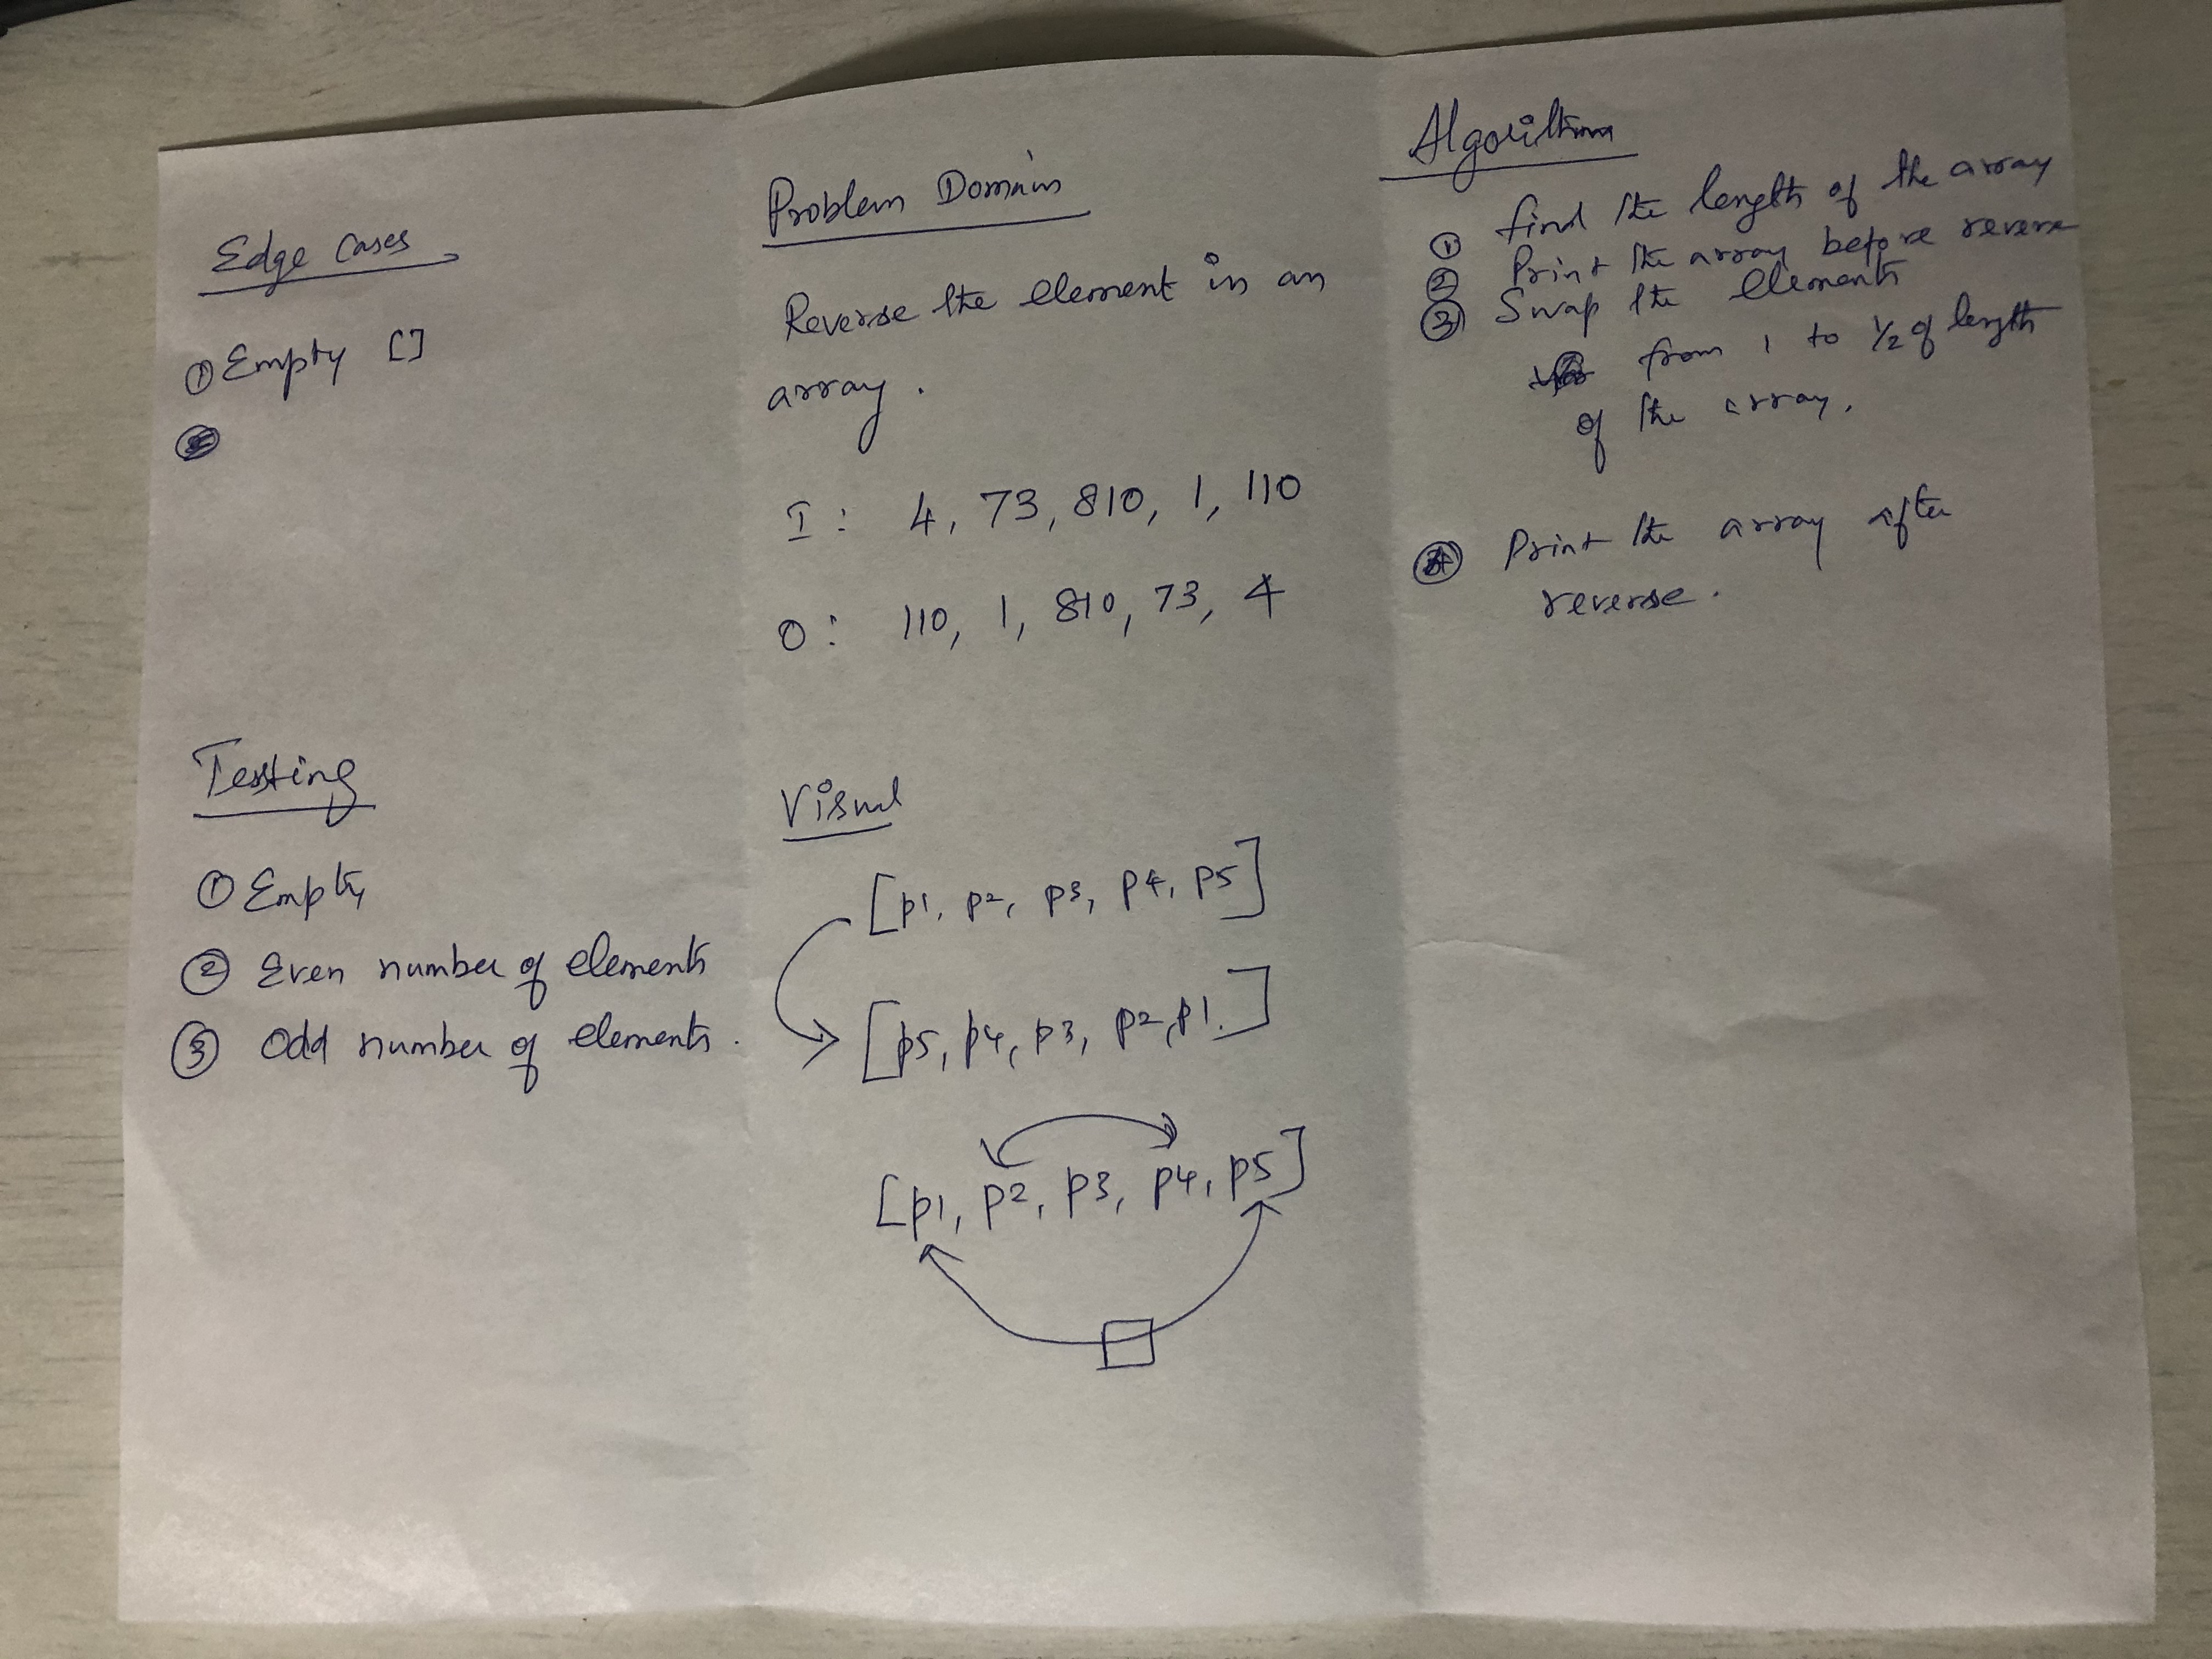 Edge Cases
① Empty []
Testing
① Empty
② Even number of elements
③ Odd number of elements.
Problem Domain
Reverse the element in an
array.
I: 4, 73, 810, 1, 110
O: 110, 1, 810, 73, 4
Visual
[p1, p2, p3, p4, p5]
[p5, p4, p3, p2, p1.]
[p1, p2, p3, p4, p5]
Algorithm
① find the length of the array
② Print the array before reverse
③ Swap the elements
from 1 to 1/2 of length
of the array.
④ Print the array after
reverse.